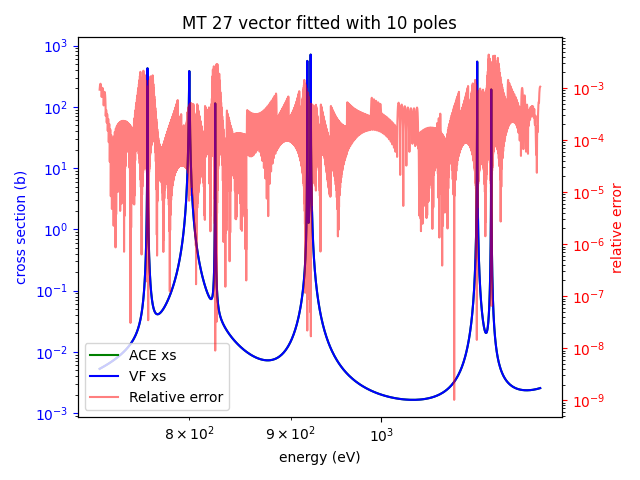 MT 27 vector fitted with 10 poles
10³
10²
10¹
10⁰
10⁻¹
10⁻²
10⁻³
cross section (b)
10⁻³
10⁻⁴
10⁻⁵
10⁻⁶
10⁻⁷
10⁻⁸
10⁻⁹
relative error
ACE xs
VF xs
Relative error
8 × 10² 9 × 10² 10³
energy (eV)